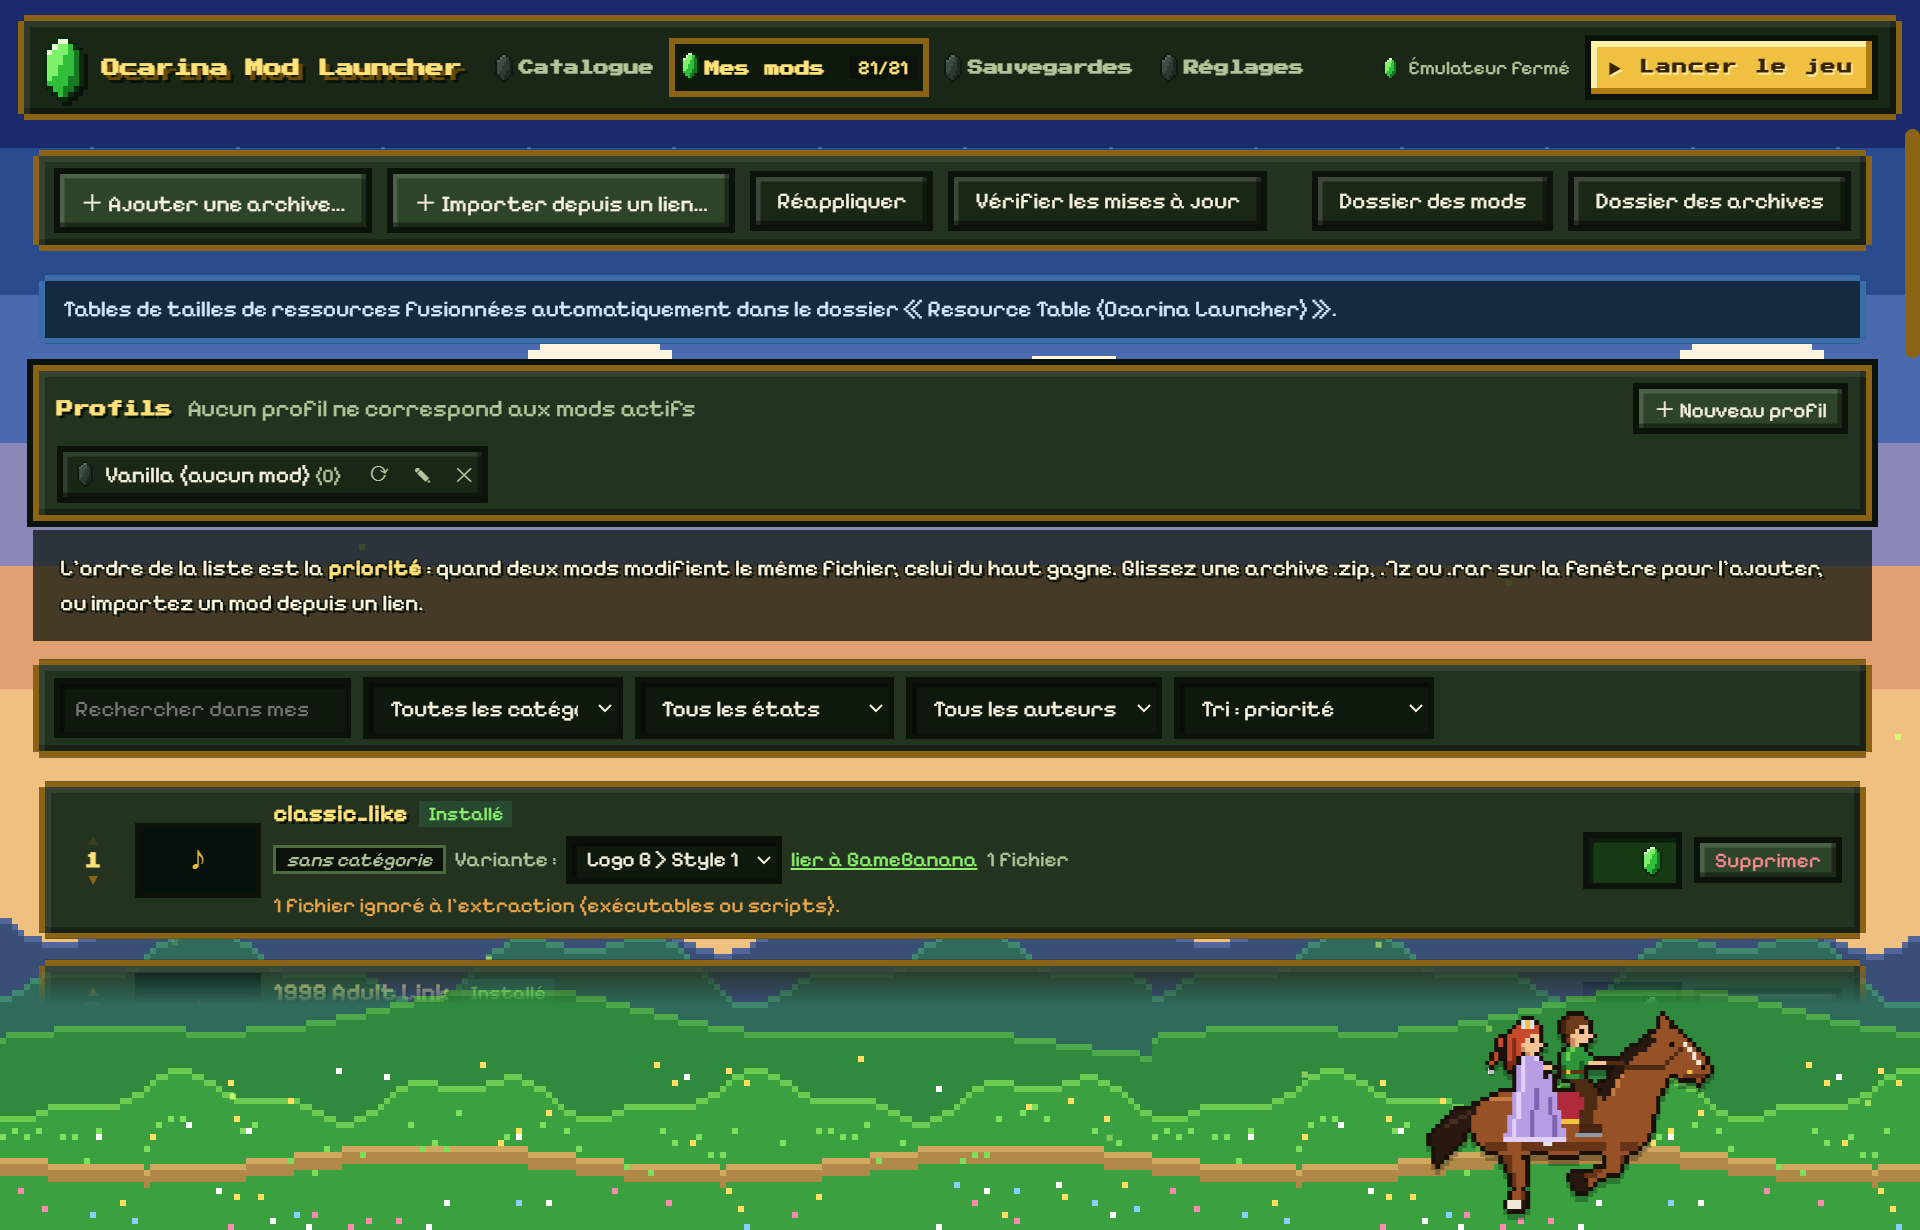 Ocarina Mod Launcher
Catalogue
Mes mods 21/21
Sauvegardes
Réglages
Émulateur fermé
▶ Lancer le jeu
+ Ajouter une archive...
+ Importer depuis un lien...
Réappliquer
Vérifier les mises à jour
Dossier des mods
Dossier des archives
Tables de tailles de ressources fusionnées automatiquement dans le dossier « Resource Table (Ocarina Launcher) ».
Profils Aucun profil ne correspond aux mods actifs
+ Nouveau profil
Vanilla (aucun mod) (0)
L'ordre de la liste est la priorité : quand deux mods modifient le même fichier, celui du haut gagne. Glissez une archive .zip, .7z ou .rar sur la fenêtre pour l'ajouter,
ou importez un mod depuis un lien.
Rechercher dans mes
Toutes les catég
Tous les états
Tous les auteurs
Tri : priorité
1
classic_like Installé
sans catégorie Variante : Logo 8 > Style 1 lier à GameBanana 1 fichier
Supprimer
1 fichier ignoré à l'extraction (exécutables ou scripts).
1998 Adult Link Installé